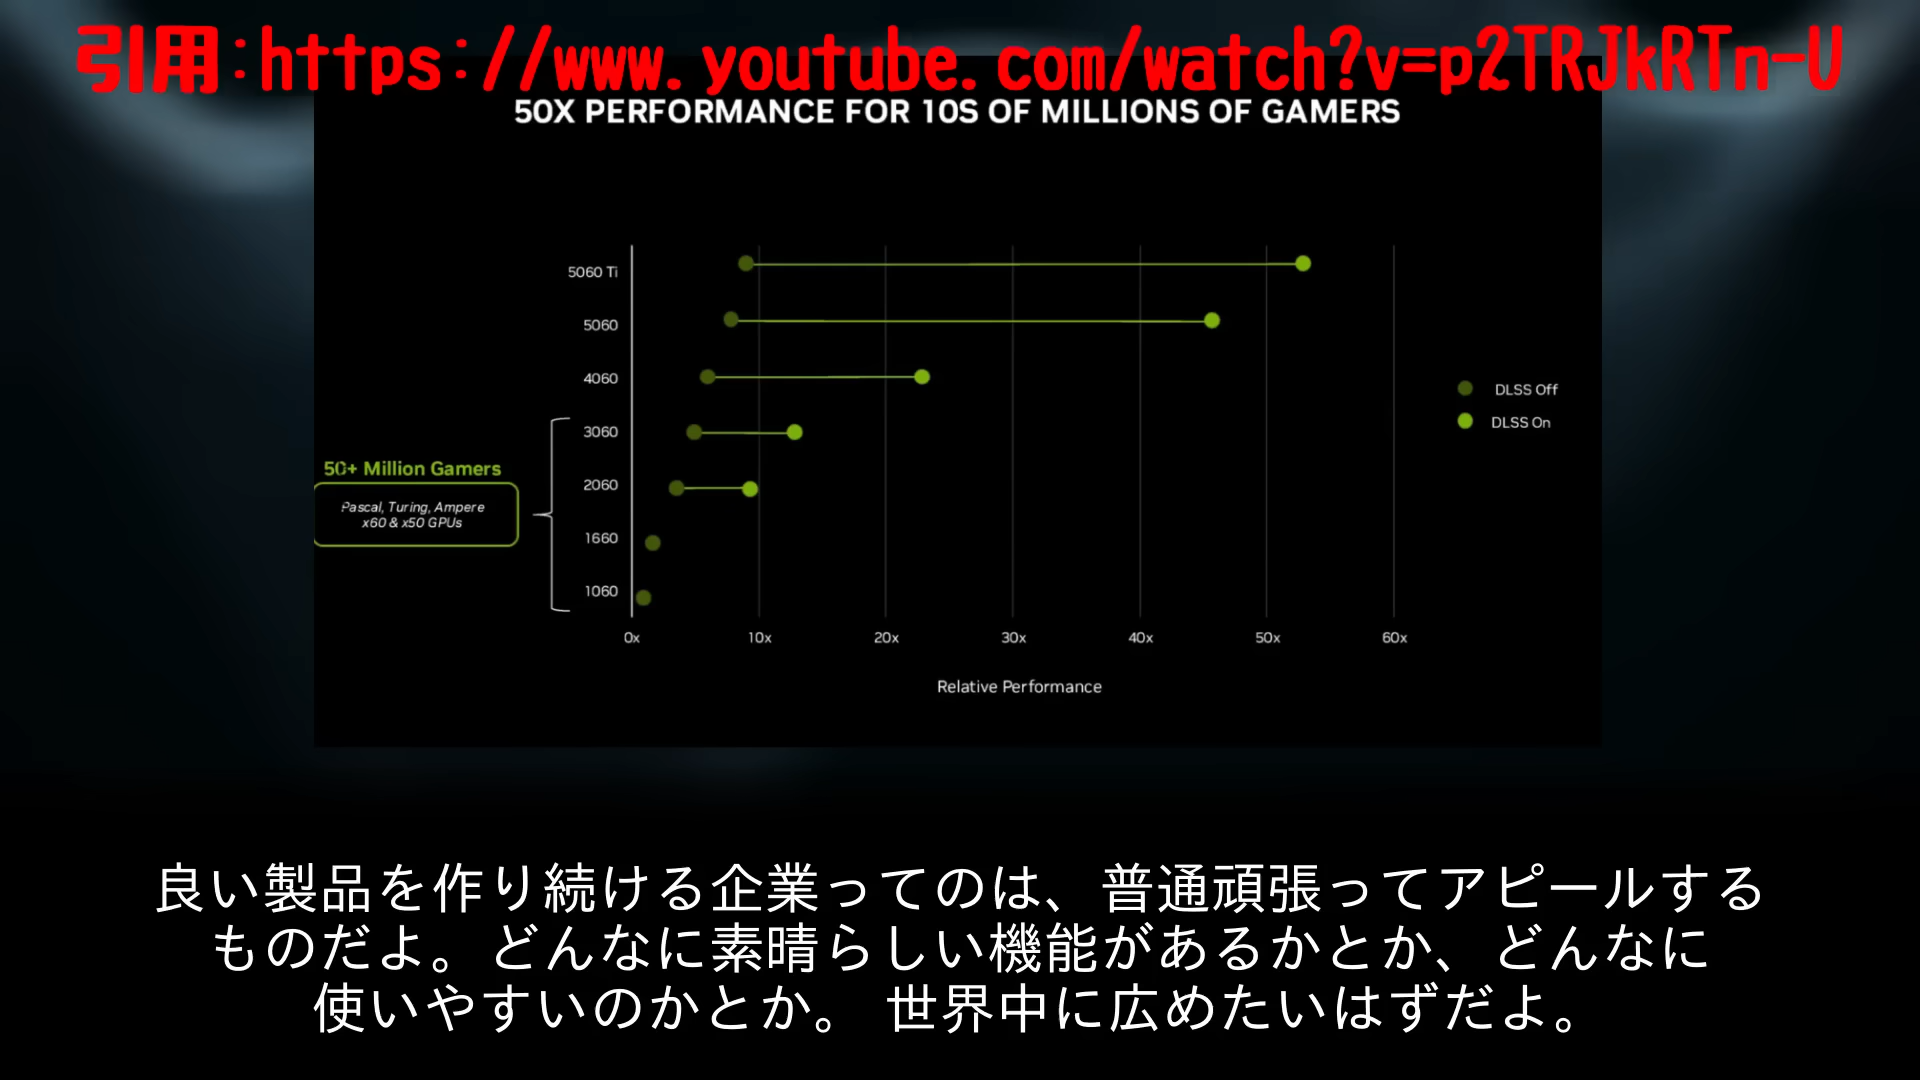 引用:https://www.youtube.com/watch?v=p2TRJkRTn-U
50X PERFORMANCE FOR 10S OF MILLIONS OF GAMERS
5060 Ti
5060
4060
3060
2060
1660
1060
50+ Million Gamers
Pascal, Turing, Ampere
x60 & x50 GPUs
DLSS Off
DLSS On
0x 10x 20x 30x 40x 50x 60x
Relative Performance
良い製品を作り続ける企業ってのは、普通頑張ってアピールする
ものだよ。どんなに素晴らしい機能があるかとか、どんなに
使いやすいのかとか。 世界中に広めたいはずだよ。